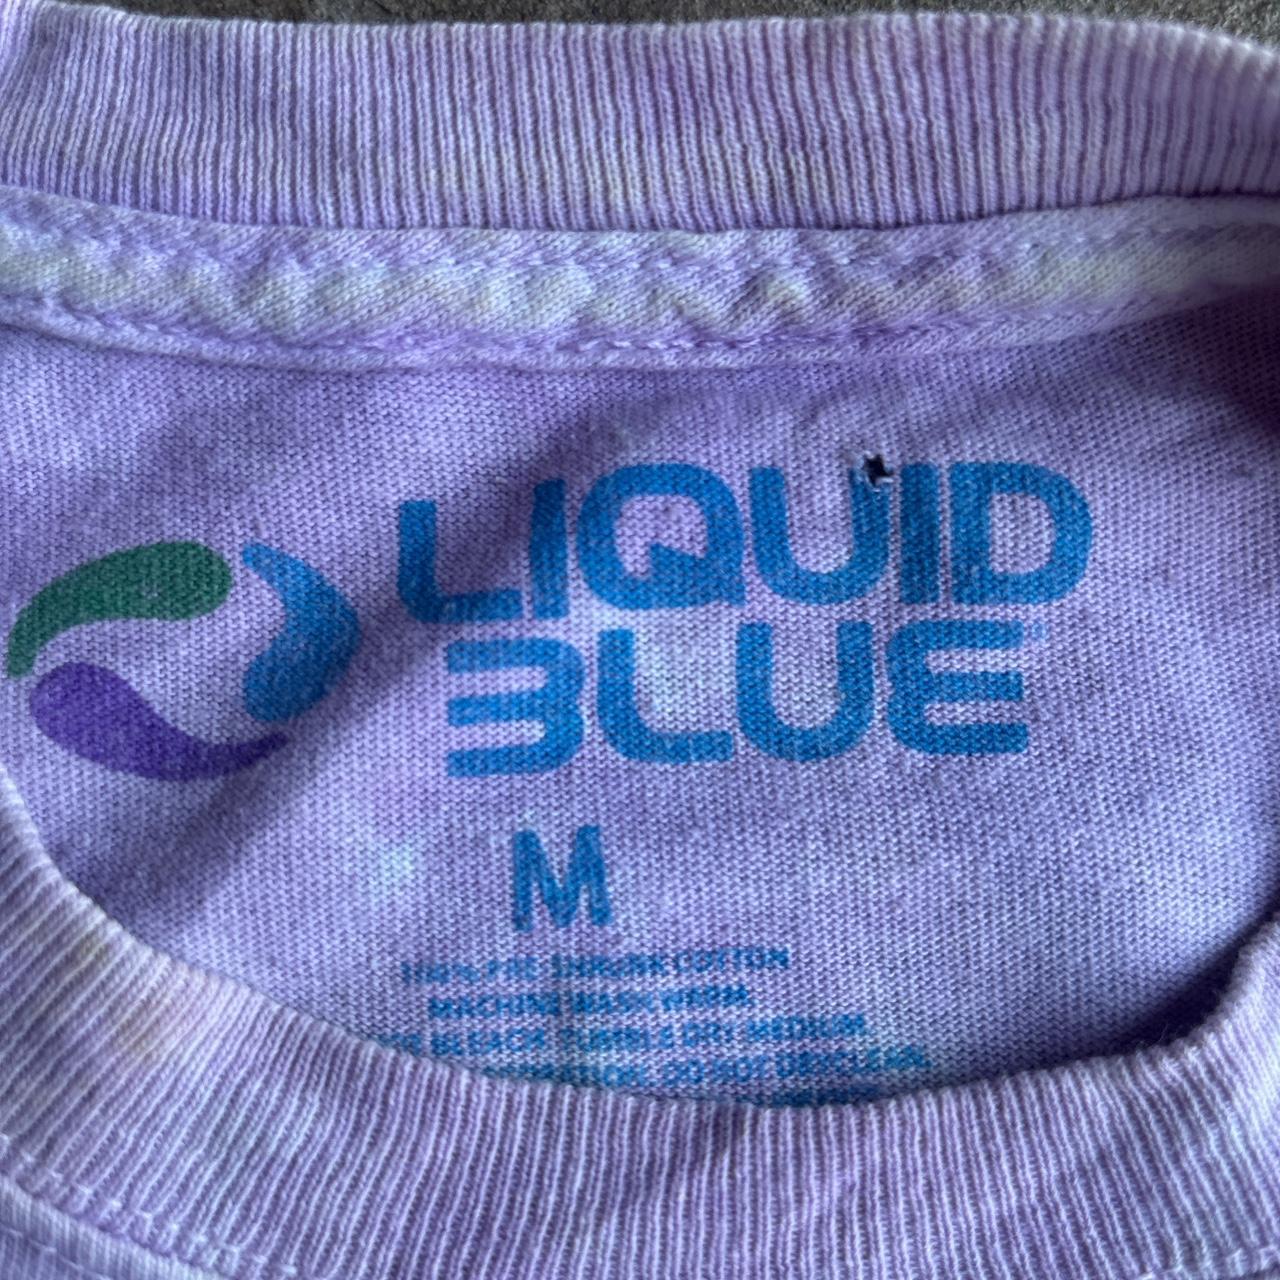 LIQUID
BLUE
M
100% PRE SHRUNK COTTON
MACHINE WASH WARM.
BLEACH. TUMBLE DRY MEDIUM.
DO NOT DRYCLEAN.